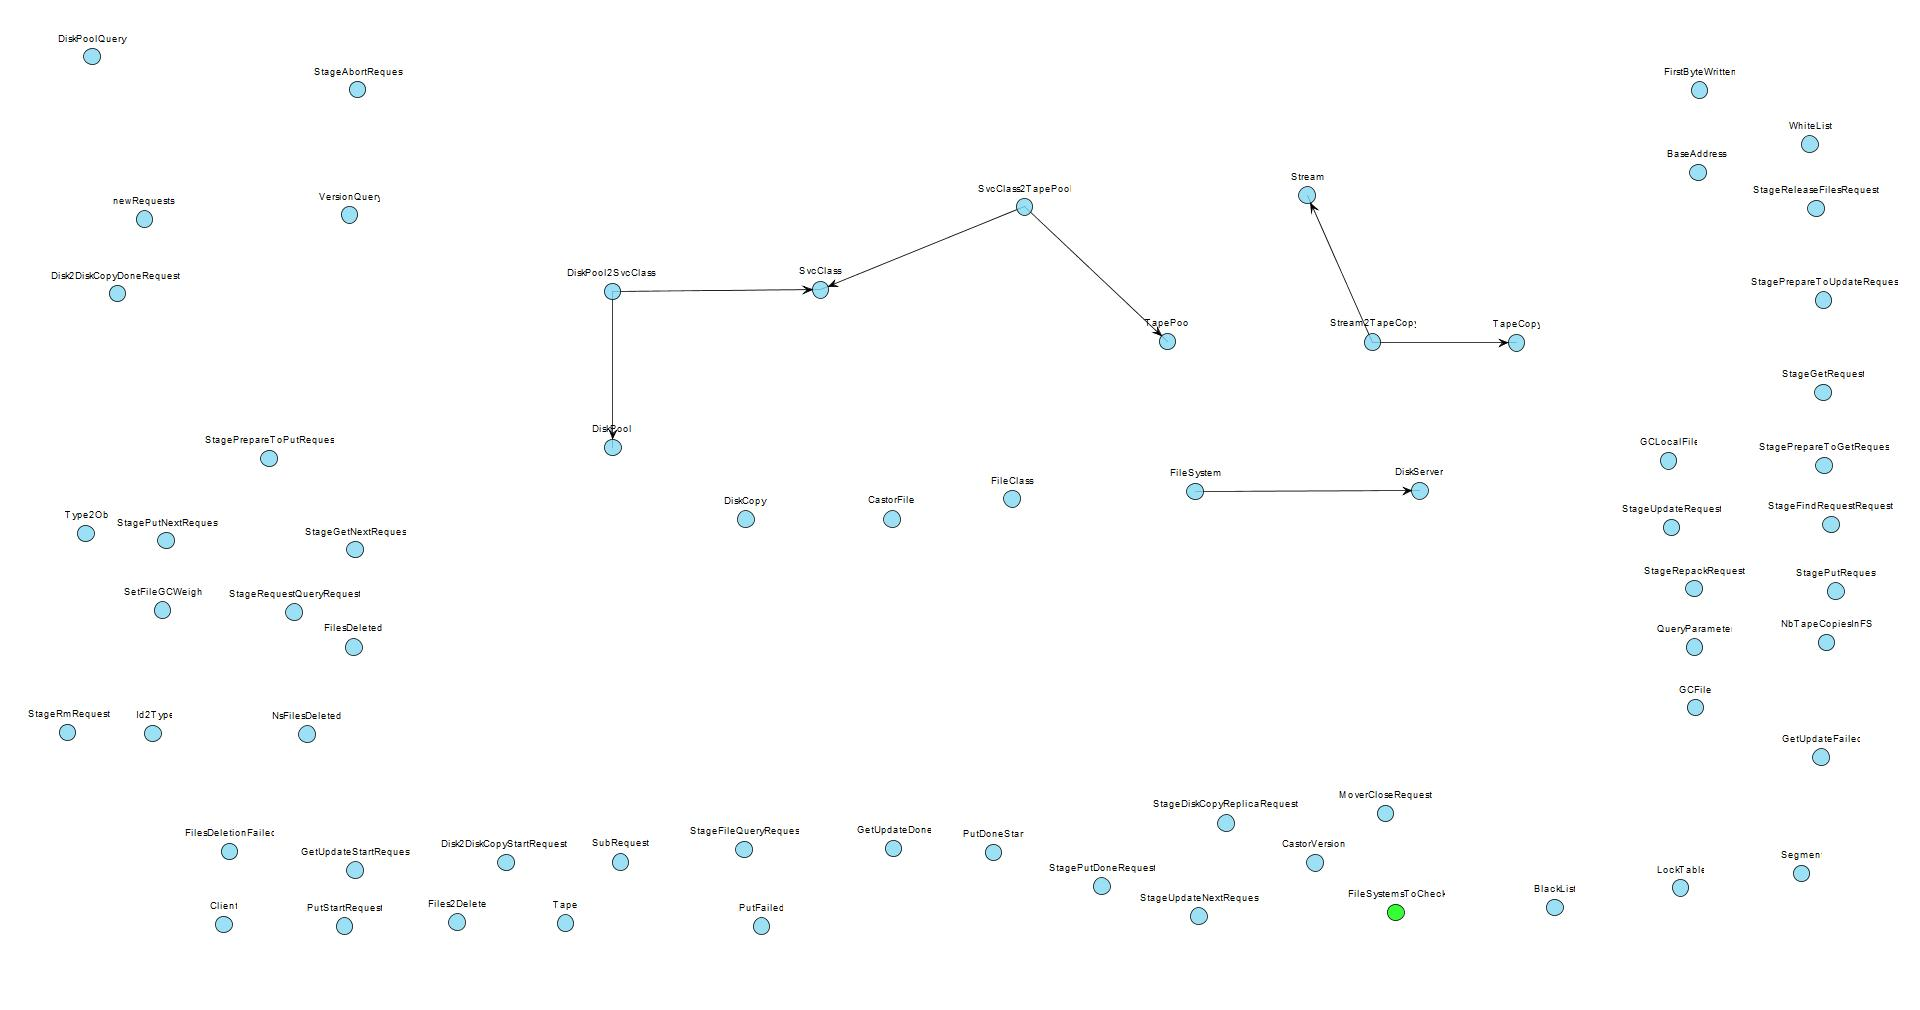 DiskPoolQuery
StageAbortReques
FirstByteWritten
WhiteList
BaseAddress
Stream
SvcClass2TapePool
StageReleaseFilesRequest
newRequests
VersionQuery
Disk2DiskCopyDoneRequest
DiskPool2SvcClass
SvcClass
StagePrepareToUpdateReques
TapePoo
Stream2TapeCopy
TapeCopy
StageGetRequest
DiskPool
StagePrepareToPutReques
GCLocalFile
StagePrepareToGetReques
FileSystem
DiskServer
FileClass
DiskCopy
CastorFile
StageUpdateRequest
StageFindRequestRequest
Type2Ob
StagePutNextReques
StageGetNextReques
StageRepackRequest
StagePutReques
SetFileGCWeigh
StageRequestQueryRequest
FilesDeleted
QueryParamete
NbTapeCopiesInFS
GCFile
StageRmRequest
Id2Type
NsFilesDeleted
GetUpdateFailed
StageDiskCopyReplicaRequest
MoverCloseRequest
FilesDeletionFailed
GetUpdateStartReques
Disk2DiskCopyStartRequest
SubRequest
StageFileQueryReques
GetUpdateDone
PutDoneStar
CastorVersion
StagePutDoneRequest
LockTable
Segmen
Client
PutStartRequest
Files2Delete
Tape
PutFailed
StageUpdateNextReques
FileSystemsToCheck
BlackList